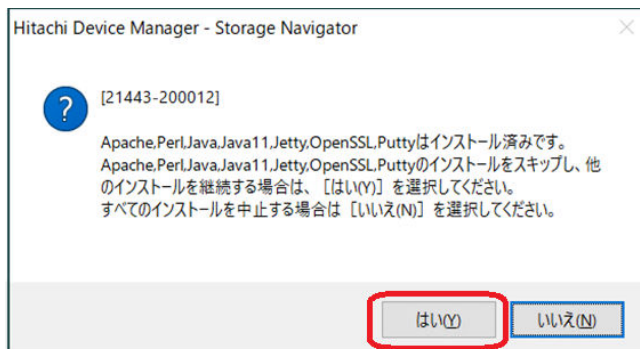 Hitachi Device Manager - Storage Navigator
[21443-200012]
Apache,Perl,Java,Java11,Jetty,OpenSSL,Puttyはインストール済みです。
Apache,Perl,Java,Java11,Jetty,OpenSSL,Puttyのインストールをスキップし、他
のインストールを継続する場合は、［はい(Y)］を選択してください。
すべてのインストールを中止する場合は［いいえ(N)］を選択してください。
はい(Y)
いいえ(N)